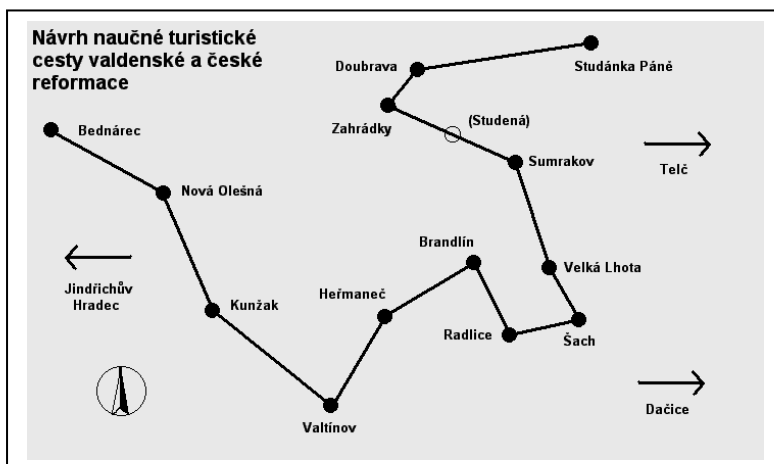 Návrh naučné turistické
cesty valdenské a české
reformace
Doubrava
Studánka Páně
Zahrádky
(Studená)
Bednárec
Sumrakov
Telč
Nová Olešná
Brandlín
Velká Lhota
Jindřichův
Hradec
Heřmaneč
Kunžak
Radlice
Šach
Dačice
Valtínov